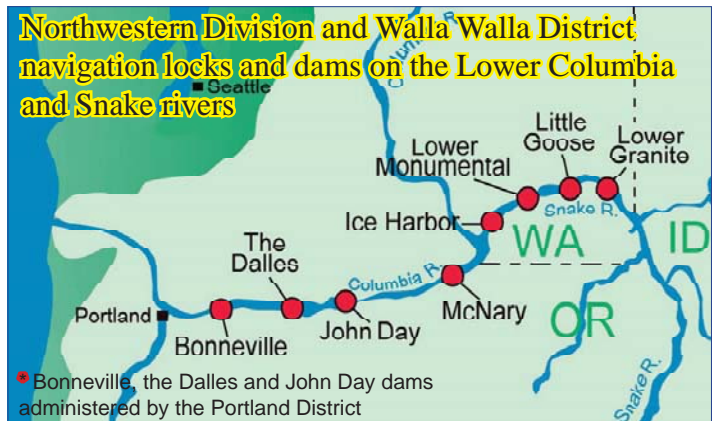 Northwestern Division and Walla Walla District
navigation locks and dams on the Lower Columbia
and Snake rivers
Columbia R.
Seattle
Little
Goose
Lower
Granite
Lower
Monumental
Ice Harbor
Snake R.
WA
ID
The
Dalles
Columbia R.
McNary
OR
Portland
John Day
Bonneville
Snake R.
* Bonneville, the Dalles and John Day dams
administered by the Portland District